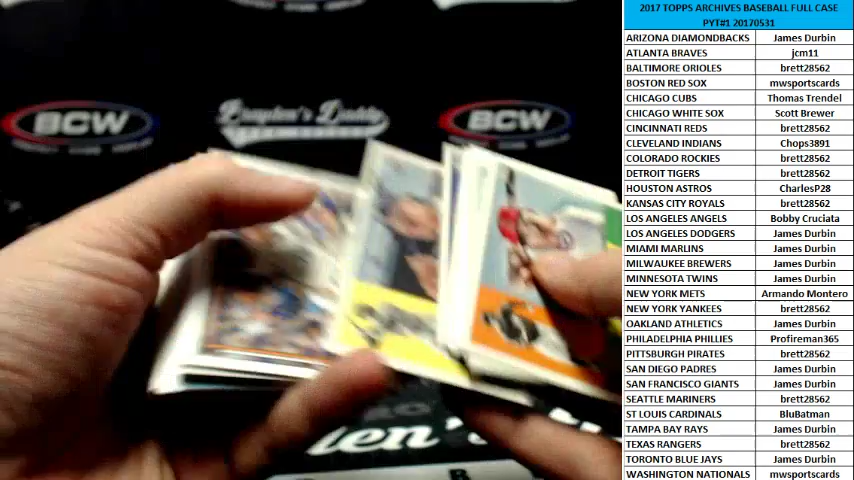 2017 TOPPS ARCHIVES BASEBALL FULL CASE
PYT#1 20170531
ARIZONA DIAMONDBACKS James Durbin
ATLANTA BRAVES jcm11
BALTIMORE ORIOLES brett28562
BOSTON RED SOX mwsportscards
CHICAGO CUBS Thomas Trendel
CHICAGO WHITE SOX Scott Brewer
CINCINNATI REDS brett28562
CLEVELAND INDIANS Chops3891
COLORADO ROCKIES brett28562
DETROIT TIGERS brett28562
HOUSTON ASTROS CharlesP28
KANSAS CITY ROYALS brett28562
LOS ANGELES ANGELS Bobby Cruciata
LOS ANGELES DODGERS James Durbin
MIAMI MARLINS James Durbin
MILWAUKEE BREWERS James Durbin
MINNESOTA TWINS James Durbin
NEW YORK METS Armando Montero
NEW YORK YANKEES brett28562
OAKLAND ATHLETICS James Durbin
PHILADELPHIA PHILLIES Profireman365
PITTSBURGH PIRATES brett28562
SAN DIEGO PADRES James Durbin
SAN FRANCISCO GIANTS James Durbin
SEATTLE MARINERS brett28562
ST LOUIS CARDINALS BluBatman
TAMPA BAY RAYS James Durbin
TEXAS RANGERS brett28562
TORONTO BLUE JAYS James Durbin
WASHINGTON NATIONALS mwsportscards
BCW
Brayden's Daddy
BCW